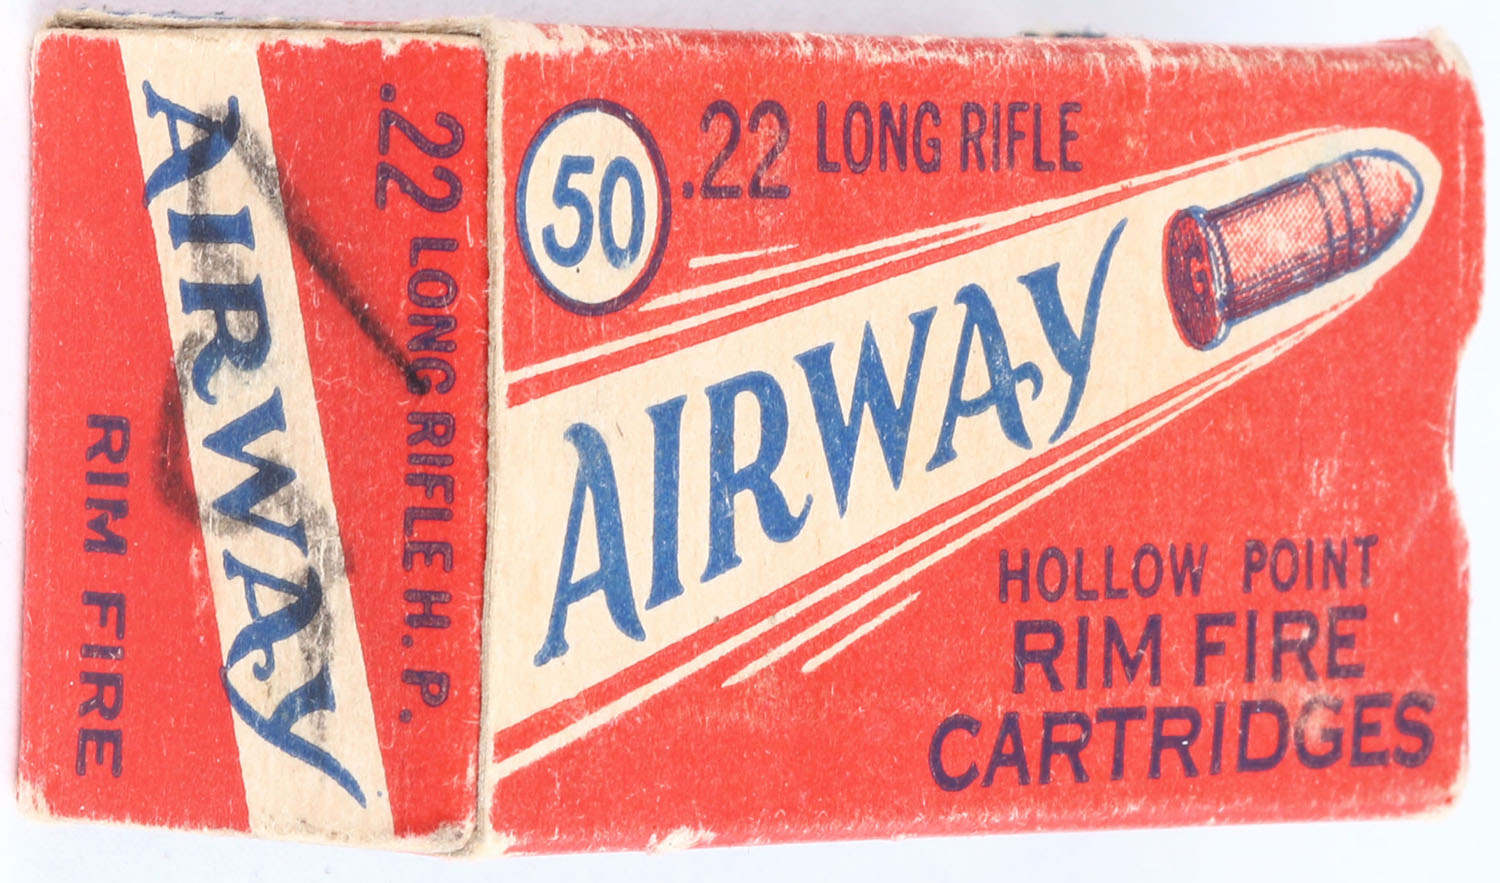 50
.22 LONG RIFLE
AIRWAY
G
HOLLOW POINT
RIM FIRE
CARTRIDGES
.22 LONG RIFLE H. P.
AIRWAY
RIM FIRE